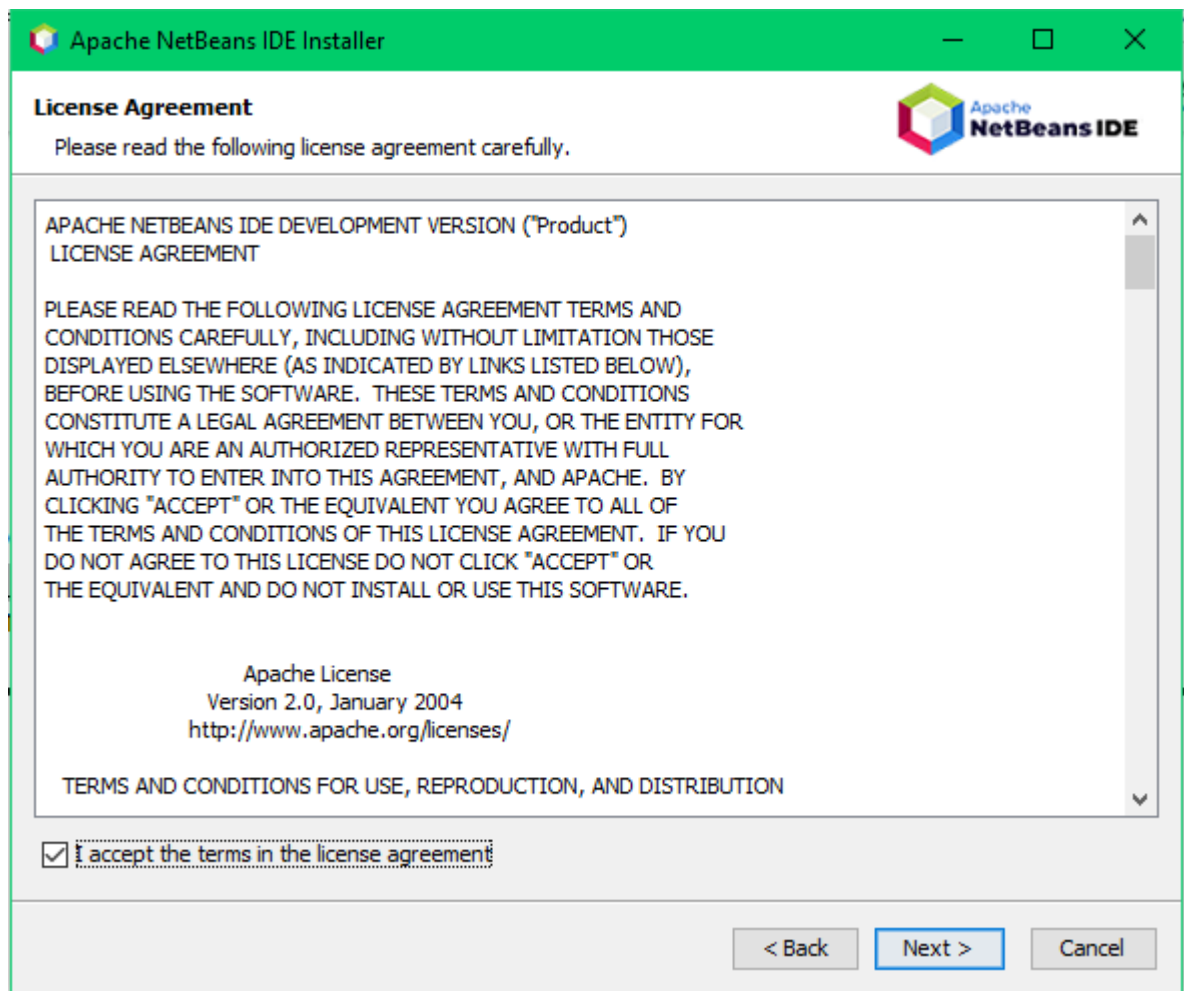 Apache NetBeans IDE Installer
License Agreement
Please read the following license agreement carefully.
Apache
NetBeans IDE
APACHE NETBEANS IDE DEVELOPMENT VERSION ("Product")
LICENSE AGREEMENT
PLEASE READ THE FOLLOWING LICENSE AGREEMENT TERMS AND
CONDITIONS CAREFULLY, INCLUDING WITHOUT LIMITATION THOSE
DISPLAYED ELSEWHERE (AS INDICATED BY LINKS LISTED BELOW),
BEFORE USING THE SOFTWARE.  THESE TERMS AND CONDITIONS
CONSTITUTE A LEGAL AGREEMENT BETWEEN YOU, OR THE ENTITY FOR
WHICH YOU ARE AN AUTHORIZED REPRESENTATIVE WITH FULL
AUTHORITY TO ENTER INTO THIS AGREEMENT, AND APACHE.  BY
CLICKING "ACCEPT" OR THE EQUIVALENT YOU AGREE TO ALL OF
THE TERMS AND CONDITIONS OF THIS LICENSE AGREEMENT.  IF YOU
DO NOT AGREE TO THIS LICENSE DO NOT CLICK "ACCEPT" OR
THE EQUIVALENT AND DO NOT INSTALL OR USE THIS SOFTWARE.
Apache License
Version 2.0, January 2004
http://www.apache.org/licenses/
TERMS AND CONDITIONS FOR USE, REPRODUCTION, AND DISTRIBUTION
I accept the terms in the license agreement
< Back
Next >
Cancel